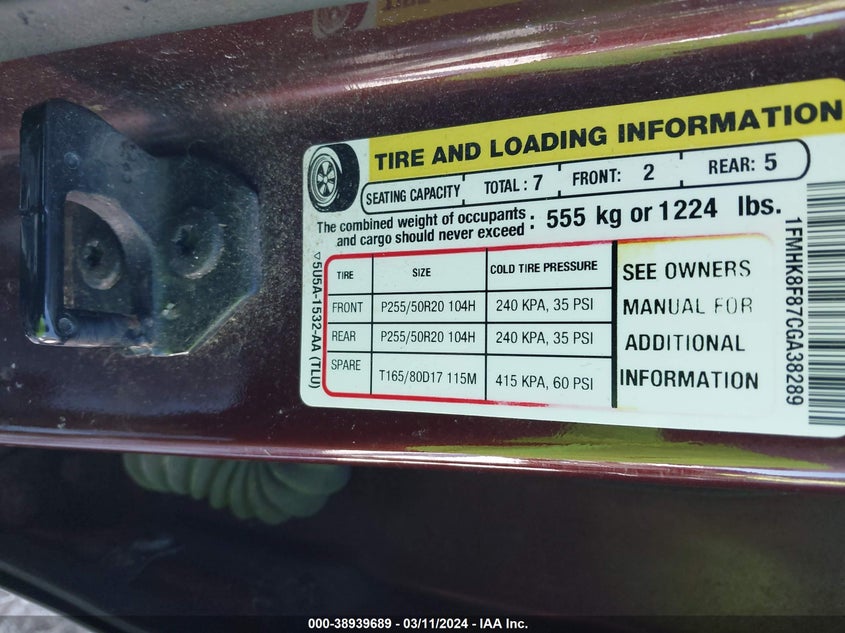 TIRE AND LOADING INFORMATION
SEATING CAPACITY TOTAL : 7 FRONT: 2 REAR: 5
The combined weight of occupants and cargo should never exceed : 555 kg or 1224 lbs.
TIRE SIZE COLD TIRE PRESSURE
FRONT P255/50R20 104H 240 KPA, 35 PSI
REAR P255/50R20 104H 240 KPA, 35 PSI
SPARE T165/80D17 115M 415 KPA, 60 PSI
SEE OWNERS
MANUAL FOR
ADDITIONAL
INFORMATION
5U5A-1532-AA (TLU)
1FMHK8F87CGA38289
000-38939689 - 03/11/2024 - IAA Inc.